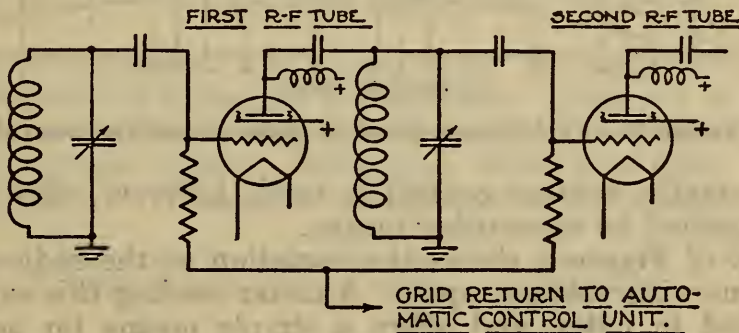 FIRST R-F TUBE
SECOND R-F TUBE
+
+
+
+
GRID RETURN TO AUTO-
MATIC CONTROL UNIT.